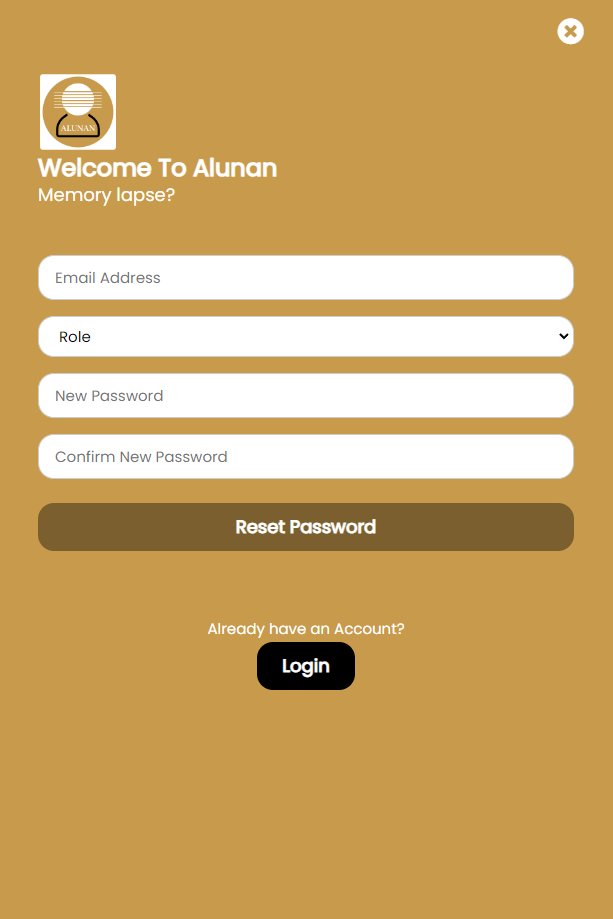 ALUNAN
Welcome To Alunan
Memory lapse?
Email Address
Role
New Password
Confirm New Password
Reset Password
Already have an Account?
Login